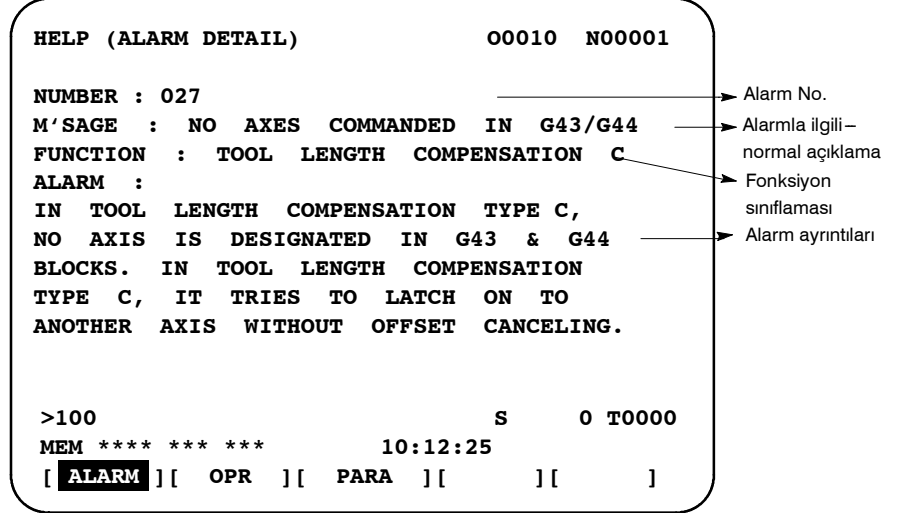 HELP (ALARM DETAIL) O0010 N00001
NUMBER : 027
M‘SAGE : NO AXES COMMANDED IN G43/G44
FUNCTION : TOOL LENGTH COMPENSATION C
ALARM :
IN TOOL LENGTH COMPENSATION TYPE C,
NO AXIS IS DESIGNATED IN G43 & G44
BLOCKS. IN TOOL LENGTH COMPENSATION
TYPE C, IT TRIES TO LATCH ON TO
ANOTHER AXIS WITHOUT OFFSET CANCELING.
>100 S 0 T0000
MEM **** *** *** 10:12:25
[ ALARM ][ OPR ][ PARA ][ ][ ]
Alarm No.
Alarmla ilgili–
normal açıklama
Fonksiyon
sınıflaması
Alarm ayrıntıları